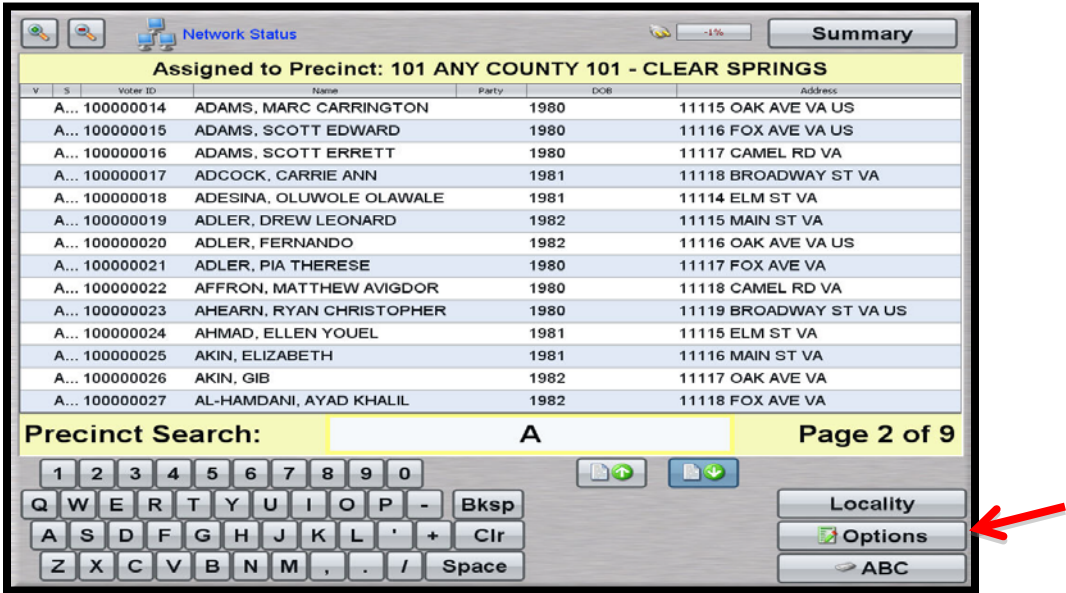 Network Status -1% Summary
Assigned to Precinct: 101 ANY COUNTY 101 - CLEAR SPRINGS
V S Voter ID Name Party DOB Address
A... 100000014 ADAMS, MARC CARRINGTON 1980 11115 OAK AVE VA US
A... 100000015 ADAMS, SCOTT EDWARD 1980 11116 FOX AVE VA US
A... 100000016 ADAMS, SCOTT ERRETT 1980 11117 CAMEL RD VA
A... 100000017 ADCOCK, CARRIE ANN 1981 11118 BROADWAY ST VA
A... 100000018 ADESINA, OLUWOLE OLAWALE 1981 11114 ELM ST VA
A... 100000019 ADLER, DREW LEONARD 1982 11115 MAIN ST VA
A... 100000020 ADLER, FERNANDO 1982 11116 OAK AVE VA US
A... 100000021 ADLER, PIA THERESE 1980 11117 FOX AVE VA
A... 100000022 AFFRON, MATTHEW AVIGDOR 1980 11118 CAMEL RD VA
A... 100000023 AHEARN, RYAN CHRISTOPHER 1980 11119 BROADWAY ST VA US
A... 100000024 AHMAD, ELLEN YOUEL 1981 11115 ELM ST VA
A... 100000025 AKIN, ELIZABETH 1981 11116 MAIN ST VA
A... 100000026 AKIN, GIB 1982 11117 OAK AVE VA
A... 100000027 AL-HAMDANI, AYAD KHALIL 1982 11118 FOX AVE VA
Precinct Search: A Page 2 of 9
1 2 3 4 5 6 7 8 9 0
Q W E R T Y U I O P - Bksp Locality
A S D F G H J K L ' + Clr Options
Z X C V B N M , . / Space ABC